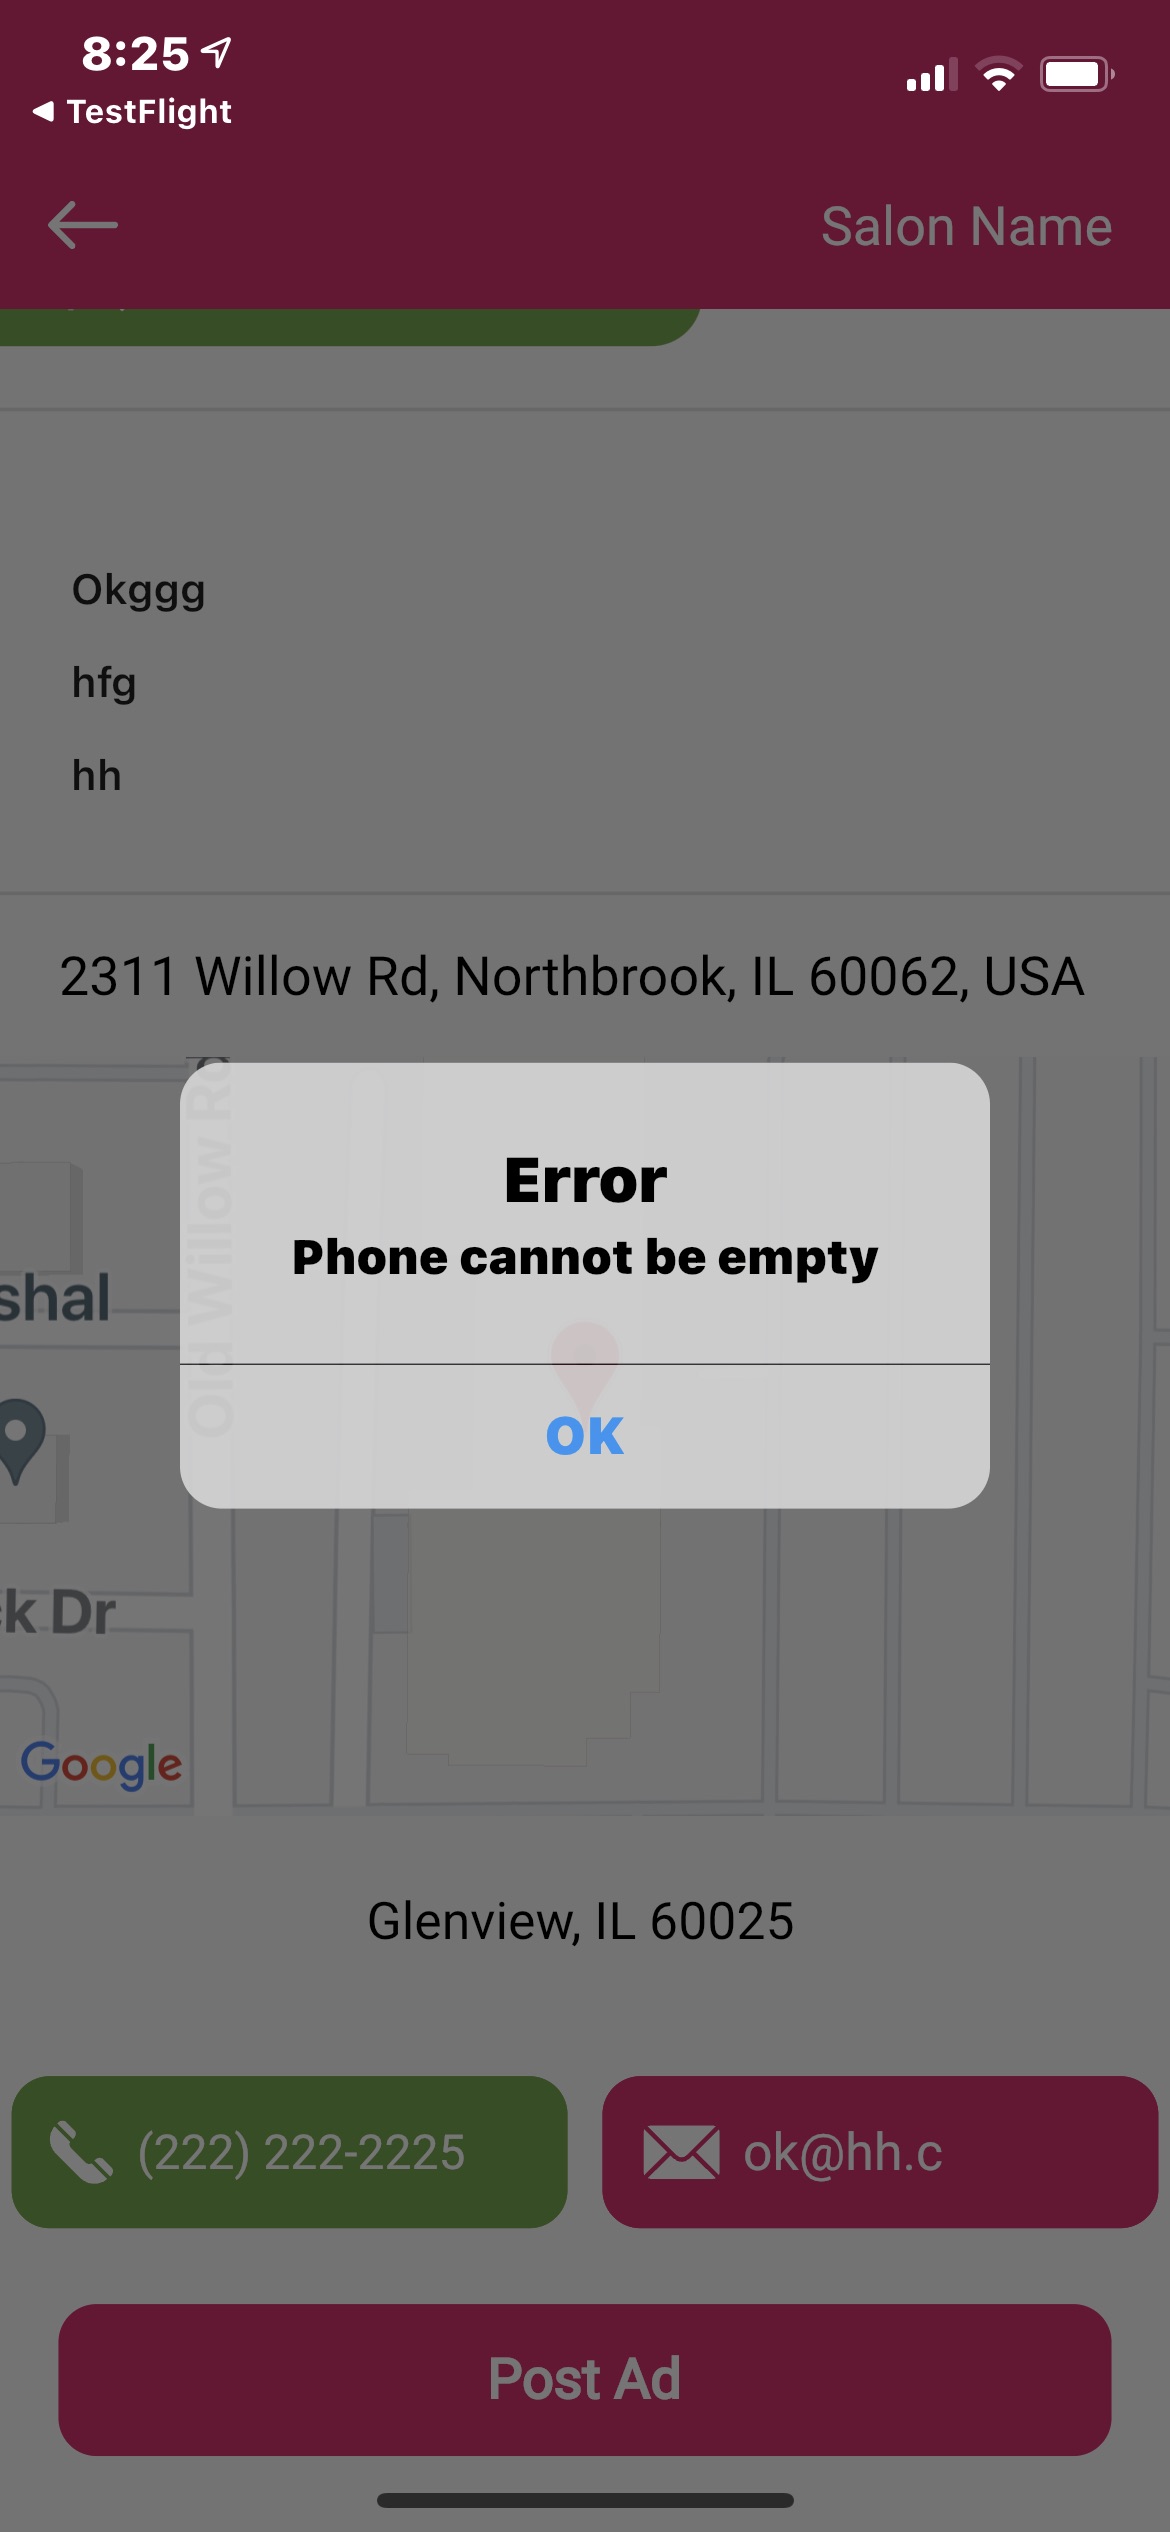 8:25
TestFlight
Salon Name
Okggg
hfg
hh
2311 Willow Rd, Northbrook, IL 60062, USA
Old Willow Rd
Error
Phone cannot be empty
OK
shal
k Dr
Google
Glenview, IL 60025
(222) 222-2225
ok@hh.c
Post Ad